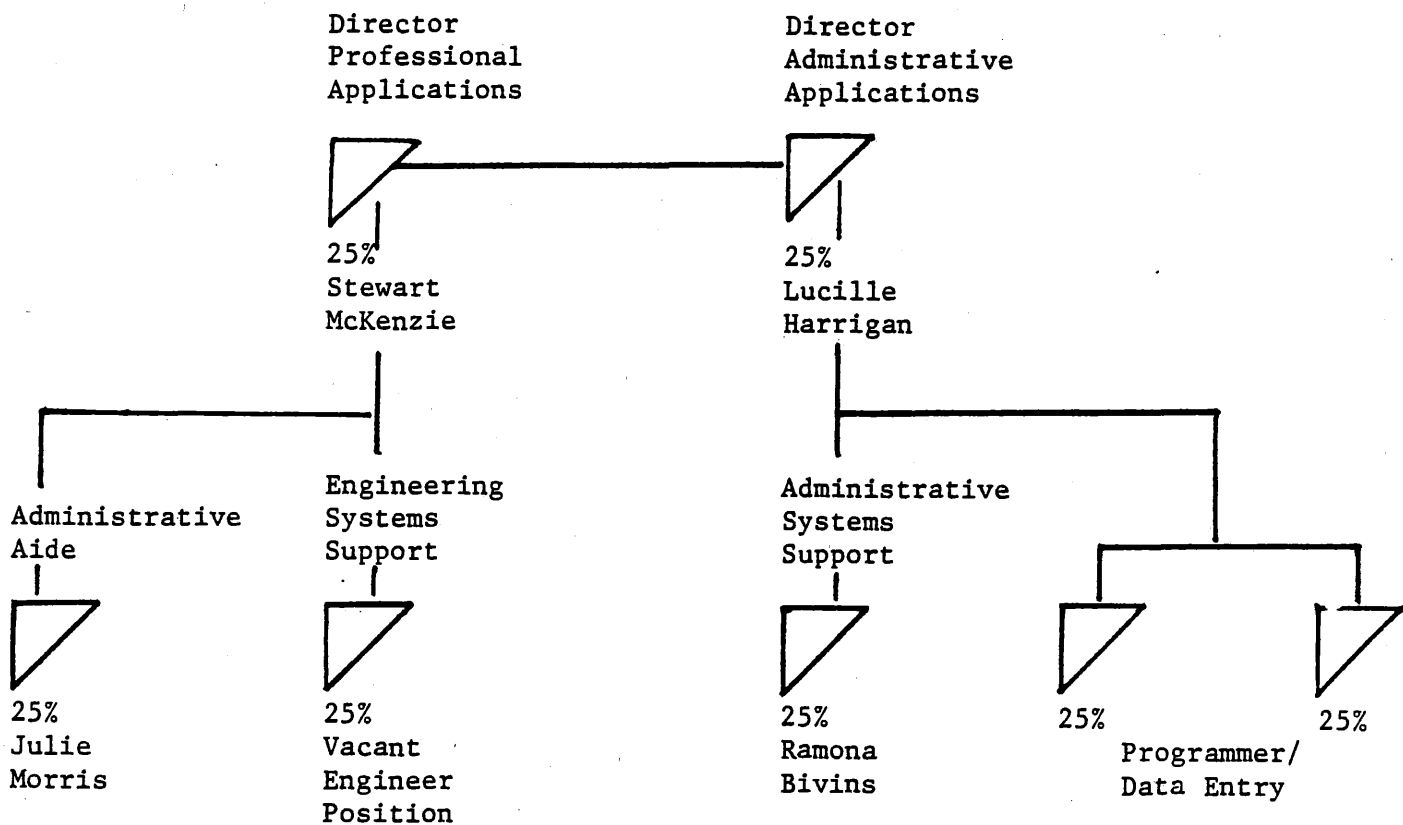 Director
Professional
Applications
Director
Administrative
Applications
25%
Stewart
McKenzie
25%
Lucille
Harrigan
Administrative
Aide
Engineering
Systems
Support
Administrative
Systems
Support
25%
Julie
Morris
25%
Vacant
Engineer
Position
25%
Ramona
Bivins
25%
25%
Programmer/
Data Entry